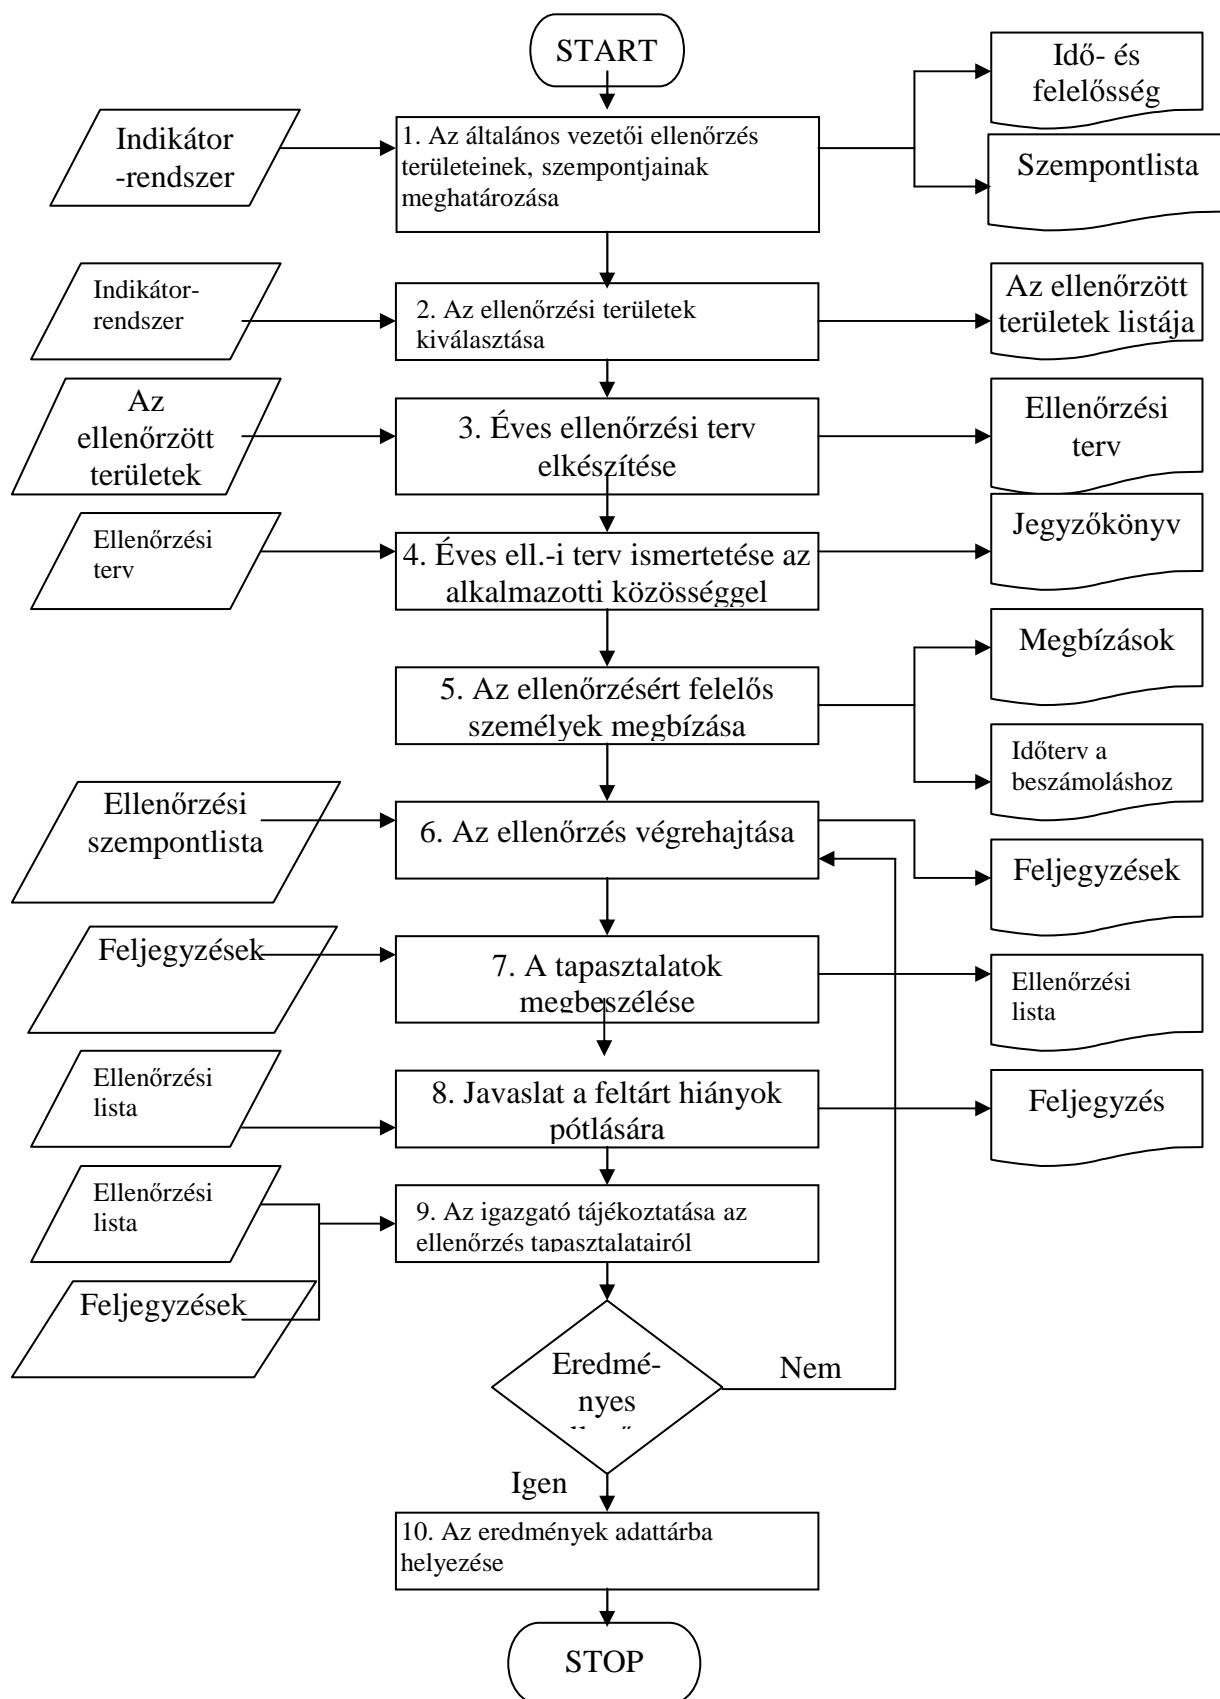 START
Idő- és
felelősség
Indikátor
-rendszer
1. Az általános vezetői ellenőrzés
területeinek, szempontjainak
meghatározása
Szempontlista
Indikátor-
rendszer
2. Az ellenőrzési területek
kiválasztása
Az ellenőrzött
területek listája
Az
ellenőrzött
területek
3. Éves ellenőrzési terv
elkészítése
Ellenőrzési
terv
Ellenőrzési
terv
4. Éves ell.-i terv ismertetése az
alkalmazotti közösséggel
Jegyzőkönyv
5. Az ellenőrzésért felelős
személyek megbízása
Megbízások
Időterv a
beszámoláshoz
Ellenőrzési
szempontlista
6. Az ellenőrzés végrehajtása
Feljegyzések
Feljegyzések
7. A tapasztalatok
megbeszélése
Ellenőrzési
lista
Ellenőrzési
lista
8. Javaslat a feltárt hiányok
pótlására
Feljegyzés
Ellenőrzési
lista
9. Az igazgató tájékoztatása az
ellenőrzés tapasztalatairól
Feljegyzések
Eredmé-
nyes
Nem
Igen
10. Az eredmények adattárba
helyezése
STOP